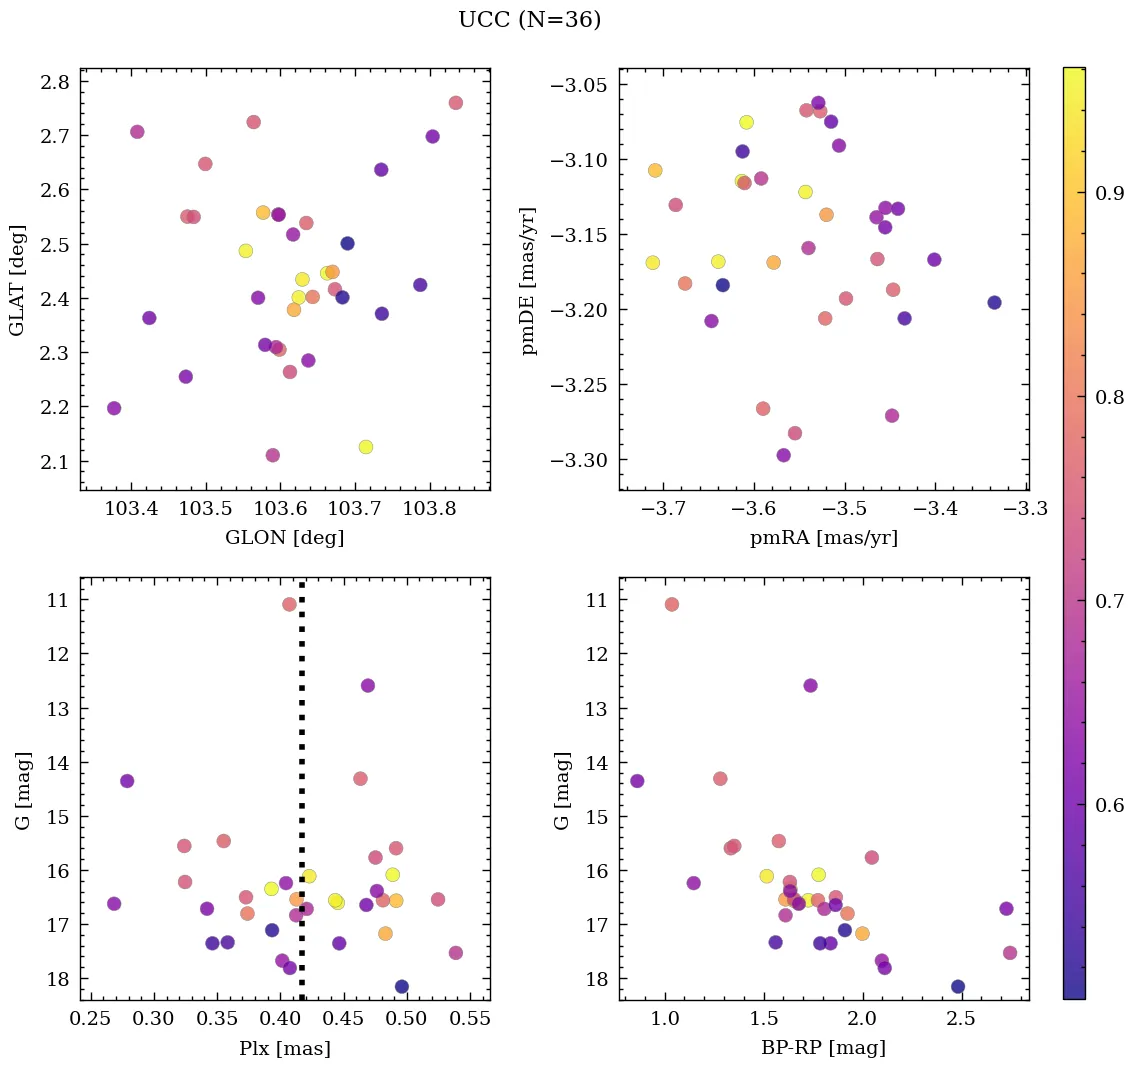 UCC (N=36)
2.8
2.7
2.6
2.5
2.4
2.3
2.2
2.1
GLAT [deg]
103.4 103.5 103.6 103.7 103.8
GLON [deg]
−3.05
−3.10
−3.15
−3.20
−3.25
−3.30
pmDE [mas/yr]
−3.7 −3.6 −3.5 −3.4 −3.3
pmRA [mas/yr]
11
12
13
14
15
16
17
18
G [mag]
0.25 0.30 0.35 0.40 0.45 0.50 0.55
Plx [mas]
11
12
13
14
15
16
17
18
G [mag]
1.0 1.5 2.0 2.5
BP-RP [mag]
0.9
0.8
0.7
0.6